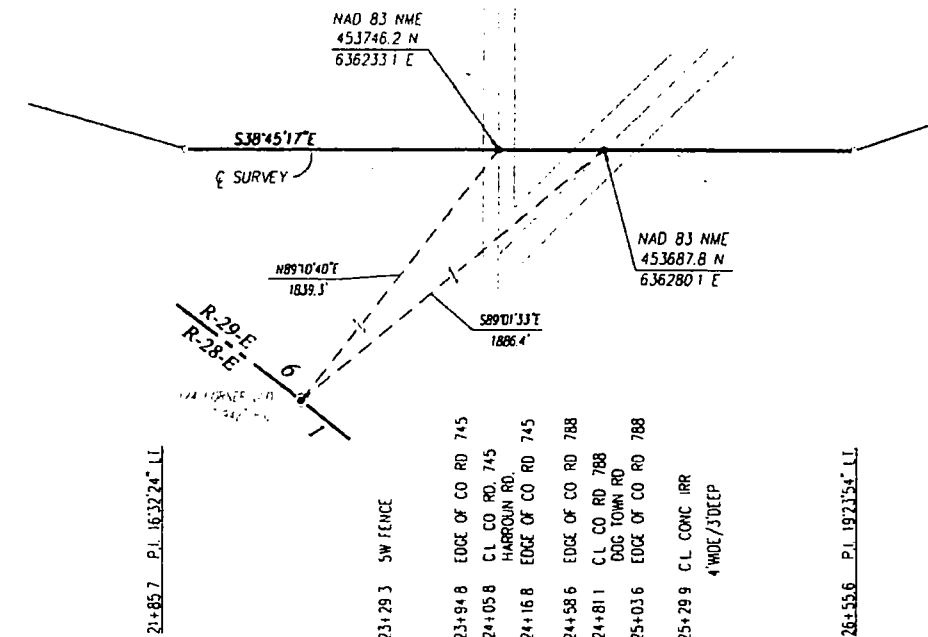 NAD 83 NME
453746.2 N
636233.1 E
S38°45'17"E
℄ SURVEY
NAD 83 NME
453687.8 N
636280.1 E
N89°10'40"E
1839.3'
S89°01'33"E
1886.4'
R-29-E
R-28-E
6
1
CORNER
21+85.7 P.I. 16°32'24" LT.
23+29.3 SW FENCE
23+94.8 EDGE OF CO RD 745
24+05.8 C.L. CO RD. 745
HARROUN RD.
24+16.8 EDGE OF CO RD 745
24+58.6 EDGE OF CO RD 788
24+81.1 C.L. CO RD 788
DOG TOWN RD
25+03.6 EDGE OF CO RD 788
25+29.9 C.L. CONC IRR
4'WIDE/3'DEEP
26+55.6 P.I. 19°23'54" LT.